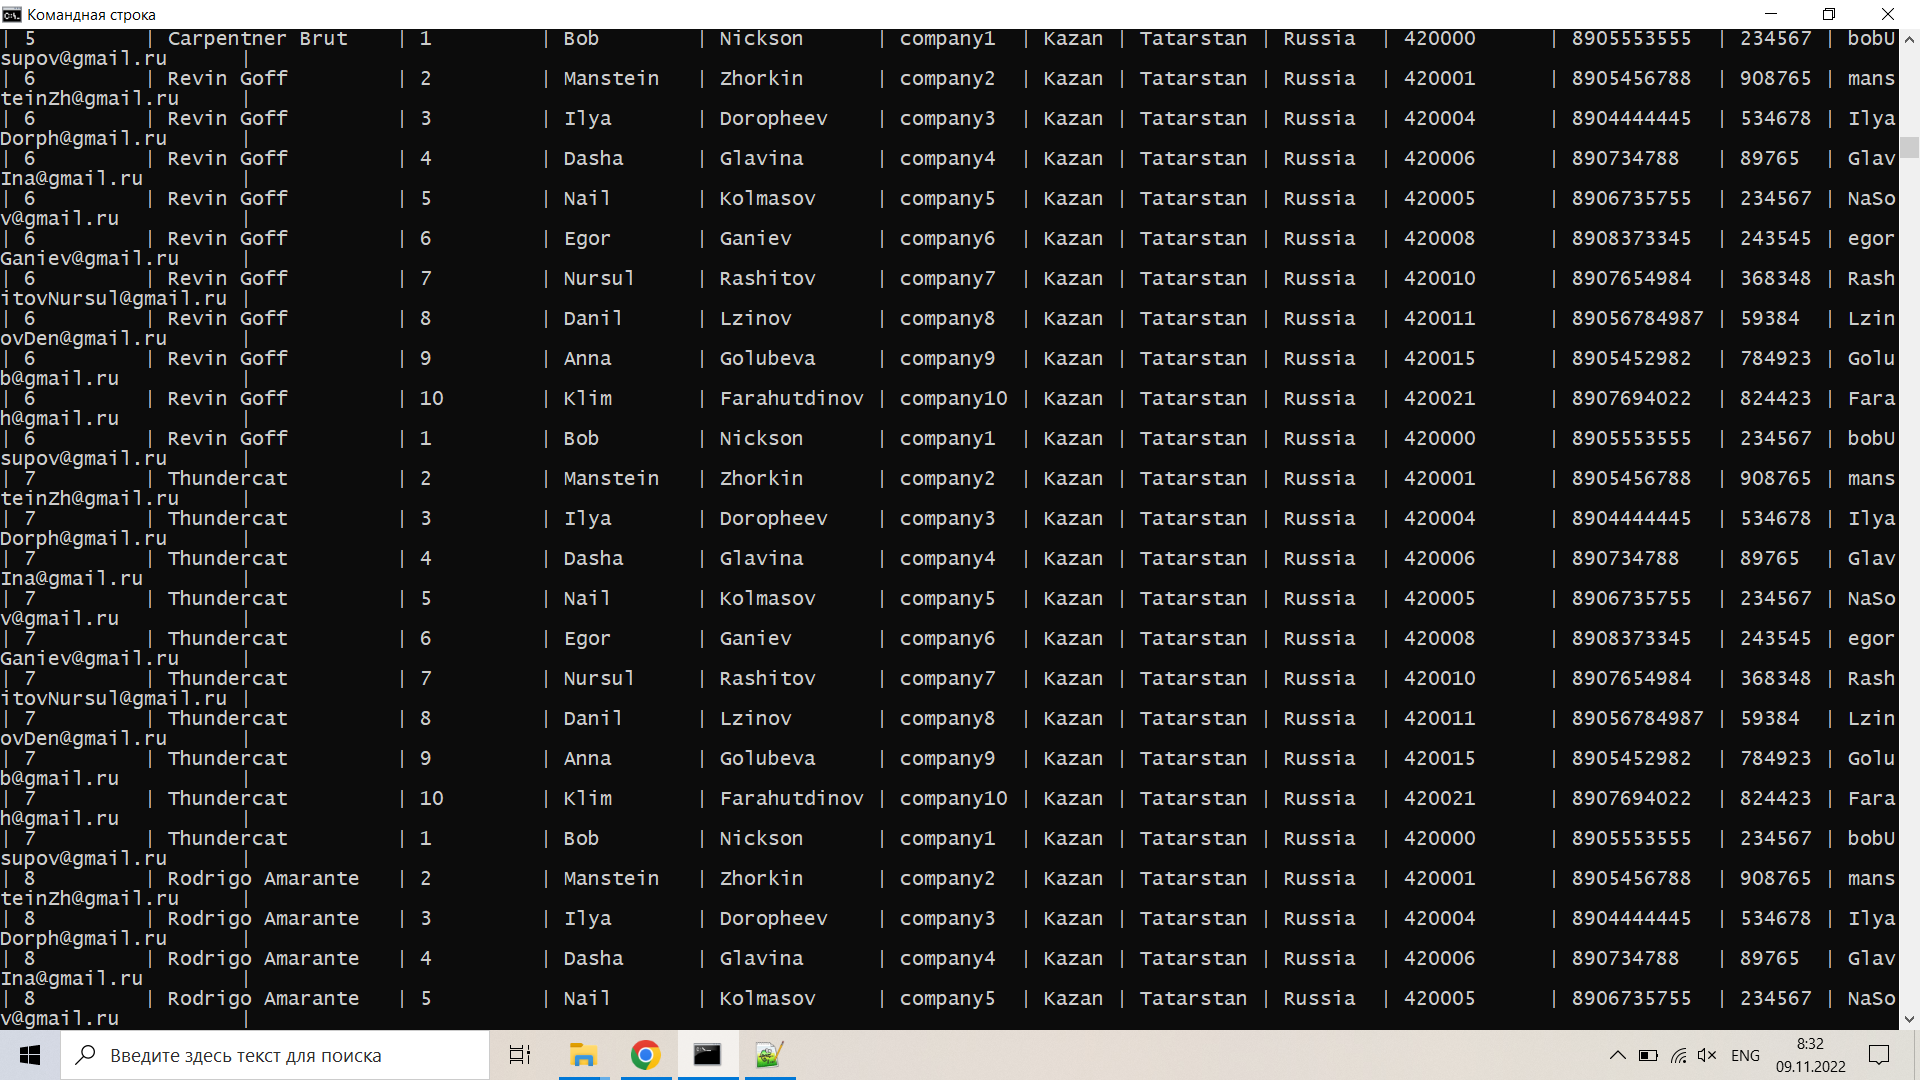 Командная строка
| 5 | Carpentner Brut | 1 | Bob | Nickson | company1 | Kazan | Tatarstan | Russia | 420000 | 8905553555 | 234567 | bobU
supov@gmail.ru |
| 6 | Revin Goff | 2 | Manstein | Zhorkin | company2 | Kazan | Tatarstan | Russia | 420001 | 8905456788 | 908765 | mans
teinZh@gmail.ru |
| 6 | Revin Goff | 3 | Ilya | Doropheev | company3 | Kazan | Tatarstan | Russia | 420004 | 8904444445 | 534678 | Ilya
Dorph@gmail.ru |
| 6 | Revin Goff | 4 | Dasha | Glavina | company4 | Kazan | Tatarstan | Russia | 420006 | 890734788 | 89765 | Glav
Ina@gmail.ru |
| 6 | Revin Goff | 5 | Nail | Kolmasov | company5 | Kazan | Tatarstan | Russia | 420005 | 8906735755 | 234567 | NaSo
v@gmail.ru |
| 6 | Revin Goff | 6 | Egor | Ganiev | company6 | Kazan | Tatarstan | Russia | 420008 | 8908373345 | 243545 | egor
Ganiev@gmail.ru |
| 6 | Revin Goff | 7 | Nursul | Rashitov | company7 | Kazan | Tatarstan | Russia | 420010 | 8907654984 | 368348 | Rash
itovNursul@gmail.ru |
| 6 | Revin Goff | 8 | Danil | Lzinov | company8 | Kazan | Tatarstan | Russia | 420011 | 89056784987 | 59384 | Lzin
ovDen@gmail.ru |
| 6 | Revin Goff | 9 | Anna | Golubeva | company9 | Kazan | Tatarstan | Russia | 420015 | 8905452982 | 784923 | Golu
b@gmail.ru |
| 6 | Revin Goff | 10 | Klim | Farahutdinov | company10 | Kazan | Tatarstan | Russia | 420021 | 8907694022 | 824423 | Fara
h@gmail.ru |
| 6 | Revin Goff | 1 | Bob | Nickson | company1 | Kazan | Tatarstan | Russia | 420000 | 8905553555 | 234567 | bobU
supov@gmail.ru |
| 7 | Thundercat | 2 | Manstein | Zhorkin | company2 | Kazan | Tatarstan | Russia | 420001 | 8905456788 | 908765 | mans
teinZh@gmail.ru |
| 7 | Thundercat | 3 | Ilya | Doropheev | company3 | Kazan | Tatarstan | Russia | 420004 | 8904444445 | 534678 | Ilya
Dorph@gmail.ru |
| 7 | Thundercat | 4 | Dasha | Glavina | company4 | Kazan | Tatarstan | Russia | 420006 | 890734788 | 89765 | Glav
Ina@gmail.ru |
| 7 | Thundercat | 5 | Nail | Kolmasov | company5 | Kazan | Tatarstan | Russia | 420005 | 8906735755 | 234567 | NaSo
v@gmail.ru |
| 7 | Thundercat | 6 | Egor | Ganiev | company6 | Kazan | Tatarstan | Russia | 420008 | 8908373345 | 243545 | egor
Ganiev@gmail.ru |
| 7 | Thundercat | 7 | Nursul | Rashitov | company7 | Kazan | Tatarstan | Russia | 420010 | 8907654984 | 368348 | Rash
itovNursul@gmail.ru |
| 7 | Thundercat | 8 | Danil | Lzinov | company8 | Kazan | Tatarstan | Russia | 420011 | 89056784987 | 59384 | Lzin
ovDen@gmail.ru |
| 7 | Thundercat | 9 | Anna | Golubeva | company9 | Kazan | Tatarstan | Russia | 420015 | 8905452982 | 784923 | Golu
b@gmail.ru |
| 7 | Thundercat | 10 | Klim | Farahutdinov | company10 | Kazan | Tatarstan | Russia | 420021 | 8907694022 | 824423 | Fara
h@gmail.ru |
| 7 | Thundercat | 1 | Bob | Nickson | company1 | Kazan | Tatarstan | Russia | 420000 | 8905553555 | 234567 | bobU
supov@gmail.ru |
| 8 | Rodrigo Amarante | 2 | Manstein | Zhorkin | company2 | Kazan | Tatarstan | Russia | 420001 | 8905456788 | 908765 | mans
teinZh@gmail.ru |
| 8 | Rodrigo Amarante | 3 | Ilya | Doropheev | company3 | Kazan | Tatarstan | Russia | 420004 | 8904444445 | 534678 | Ilya
Dorph@gmail.ru |
| 8 | Rodrigo Amarante | 4 | Dasha | Glavina | company4 | Kazan | Tatarstan | Russia | 420006 | 890734788 | 89765 | Glav
Ina@gmail.ru |
| 8 | Rodrigo Amarante | 5 | Nail | Kolmasov | company5 | Kazan | Tatarstan | Russia | 420005 | 8906735755 | 234567 | NaSo
v@gmail.ru |
Введите здесь текст для поиска
ENG
8:32
09.11.2022